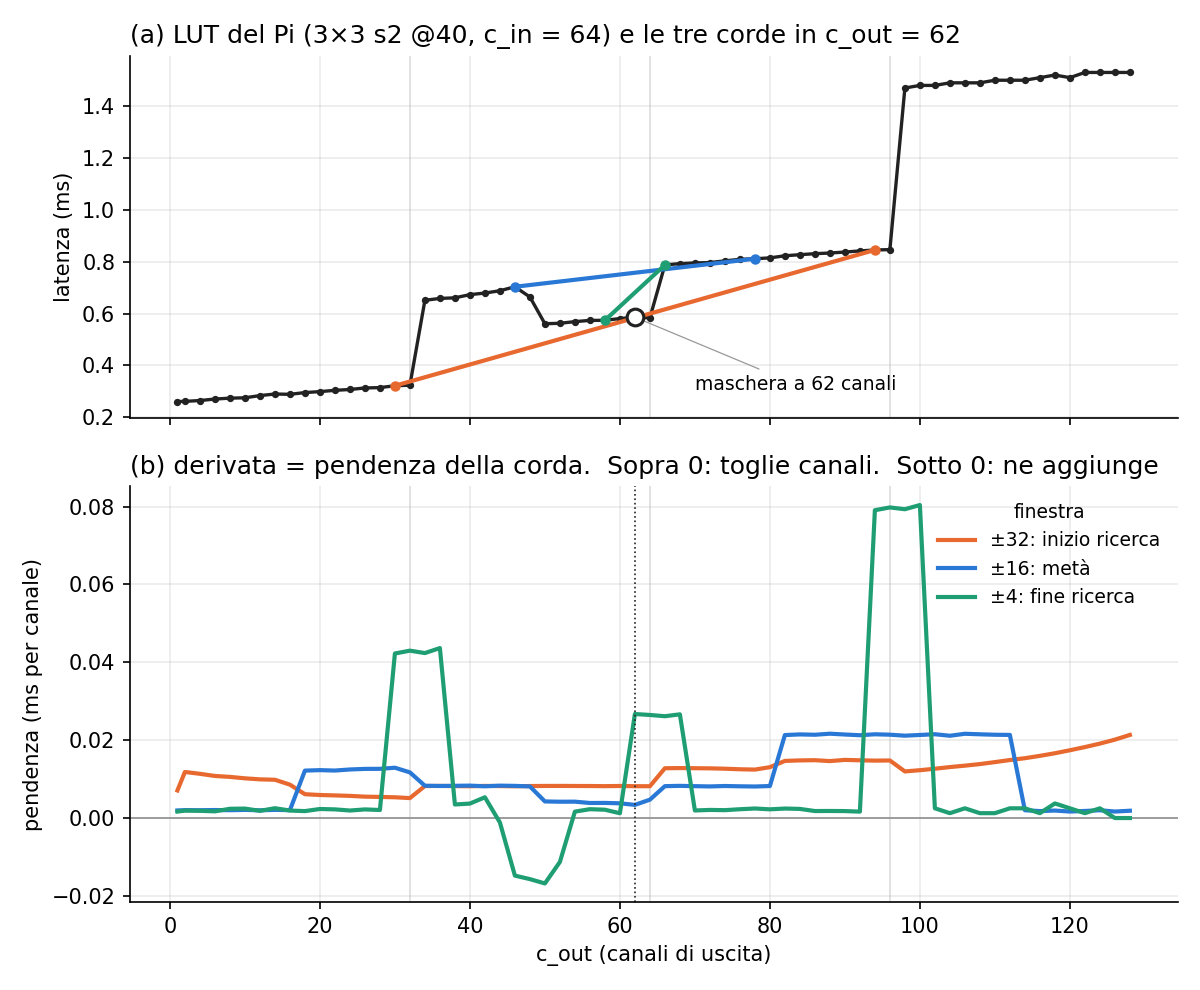 (a) LUT del Pi (3×3 s2 @40, c_in = 64) e le tre corde in c_out = 62
latenza (ms)
1.4
1.2
1.0
0.8
0.6
0.4
0.2
maschera a 62 canali
(b) derivata = pendenza della corda.  Sopra 0: toglie canali.  Sotto 0: ne aggiunge
pendenza (ms per canale)
0.08
0.06
0.04
0.02
0.00
−0.02
finestra
±32: inizio ricerca
±16: metà
±4: fine ricerca
0 20 40 60 80 100 120
c_out (canali di uscita)